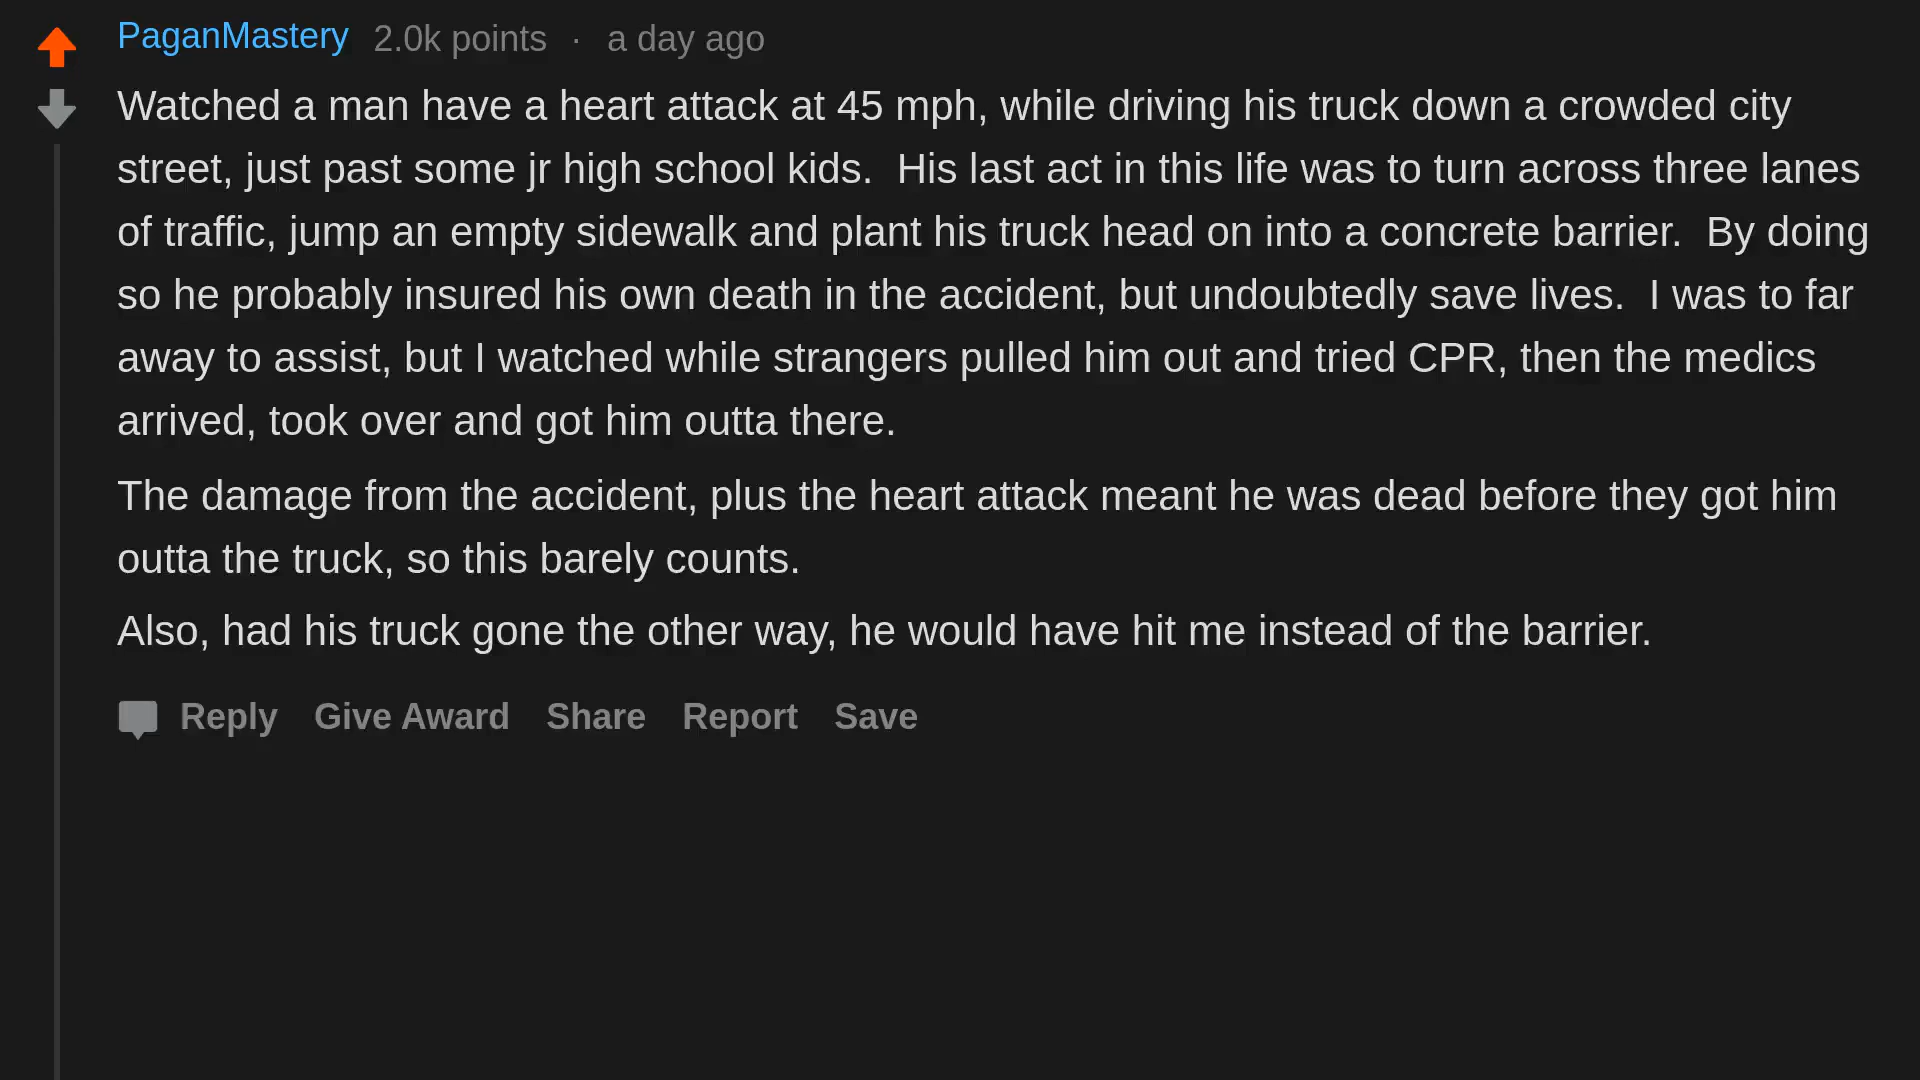 PaganMastery 2.0k points · a day ago
Watched a man have a heart attack at 45 mph, while driving his truck down a crowded city
street, just past some jr high school kids.  His last act in this life was to turn across three lanes
of traffic, jump an empty sidewalk and plant his truck head on into a concrete barrier.  By doing
so he probably insured his own death in the accident, but undoubtedly save lives.  I was to far
away to assist, but I watched while strangers pulled him out and tried CPR, then the medics
arrived, took over and got him outta there.
The damage from the accident, plus the heart attack meant he was dead before they got him
outta the truck, so this barely counts.
Also, had his truck gone the other way, he would have hit me instead of the barrier.
Reply Give Award Share Report Save